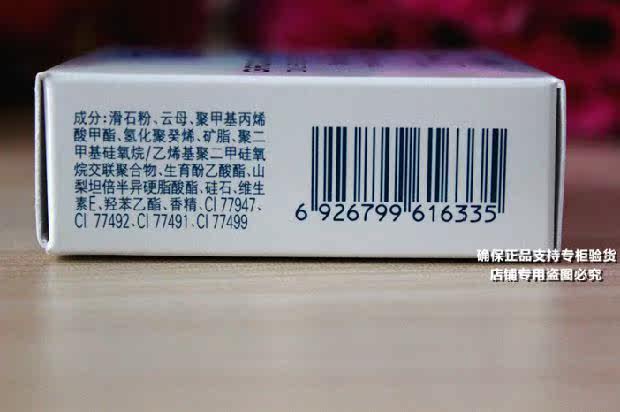 成分:滑石粉、云母、聚甲基丙烯
酸甲酯、氢化聚癸烯、矿脂、聚二
甲基硅氧烷/乙烯基聚二甲硅氧
烷交联聚合物、生育酚乙酸酯、山
梨坦倍半异硬脂酸酯、硅石、维生
素E、羟苯乙酯、香精、CI 77947、
CI 77492、CI 77491、CI 77499
6 926799 616335
确保正品支持专柜验货
店铺专用盗图必究